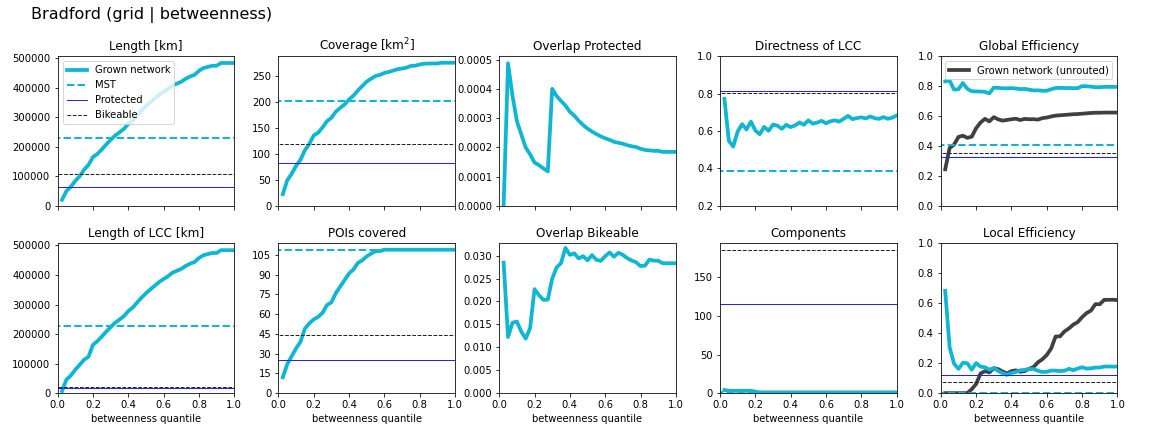 Bradford (grid | betweenness)
Length [km]
500000
400000
300000
200000
100000
0
Grown network
MST
Protected
Bikeable
Coverage [km²]
250
200
150
100
50
0
Overlap Protected
0.0005
0.0004
0.0003
0.0002
0.0001
0.0000
Directness of LCC
1.0
0.8
0.6
0.4
0.2
Global Efficiency
1.0
0.8
0.6
0.4
0.2
0.0
Grown network (unrouted)
Length of LCC [km]
500000
400000
300000
200000
100000
0
0.0 0.2 0.4 0.6 0.8 1.0
betweenness quantile
POIs covered
105
90
75
60
45
30
15
0
0.0 0.2 0.4 0.6 0.8 1.0
betweenness quantile
Overlap Bikeable
0.030
0.025
0.020
0.015
0.010
0.005
0.000
0.0 0.2 0.4 0.6 0.8 1.0
betweenness quantile
Components
150
100
50
0
0.0 0.2 0.4 0.6 0.8 1.0
betweenness quantile
Local Efficiency
1.0
0.8
0.6
0.4
0.2
0.0
0.0 0.2 0.4 0.6 0.8 1.0
betweenness quantile